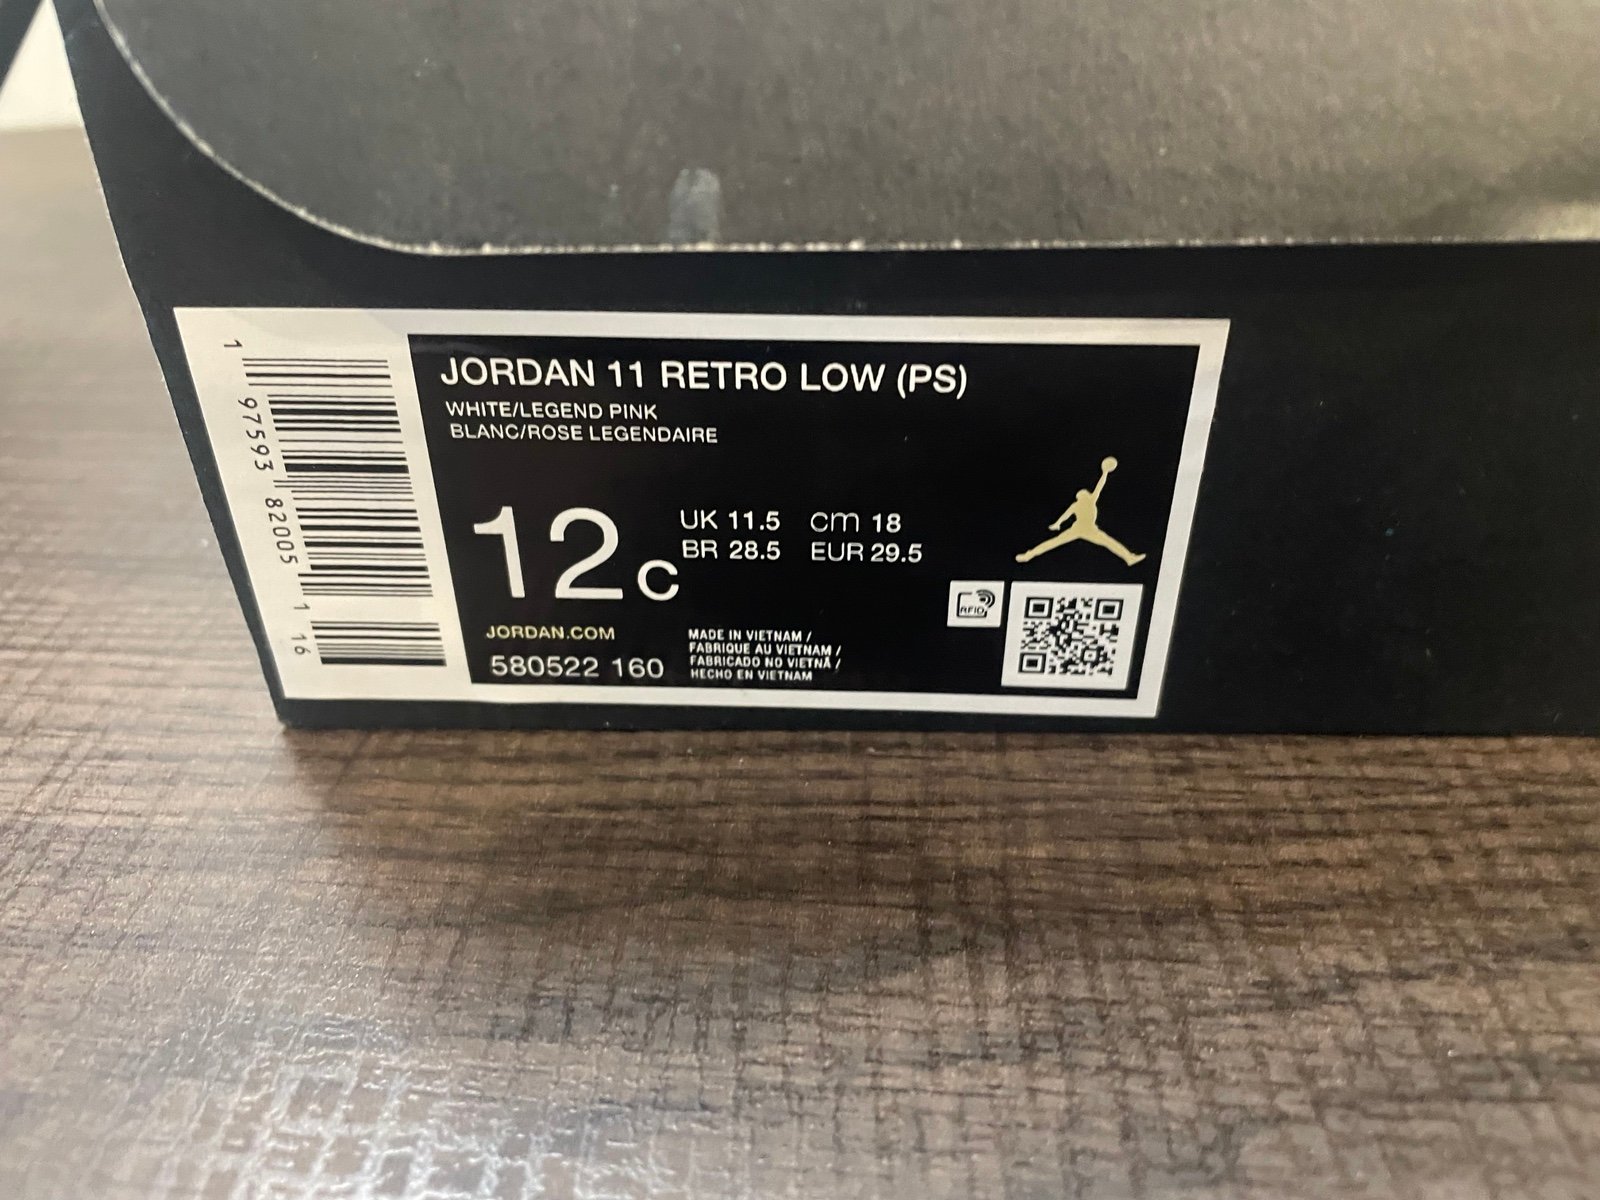 JORDAN 11 RETRO LOW (PS)
WHITE/LEGEND PINK
BLANC/ROSE LEGENDAIRE
12c
UK 11.5 cm 18
BR 28.5 EUR 29.5
JORDAN.COM
580522 160
MADE IN VIETNAM /
FABRIQUE AU VIETNAM /
FABRICADO NO VIETNÃ /
HECHO EN VIETNAM
RFID
1 97593 82005 1 16